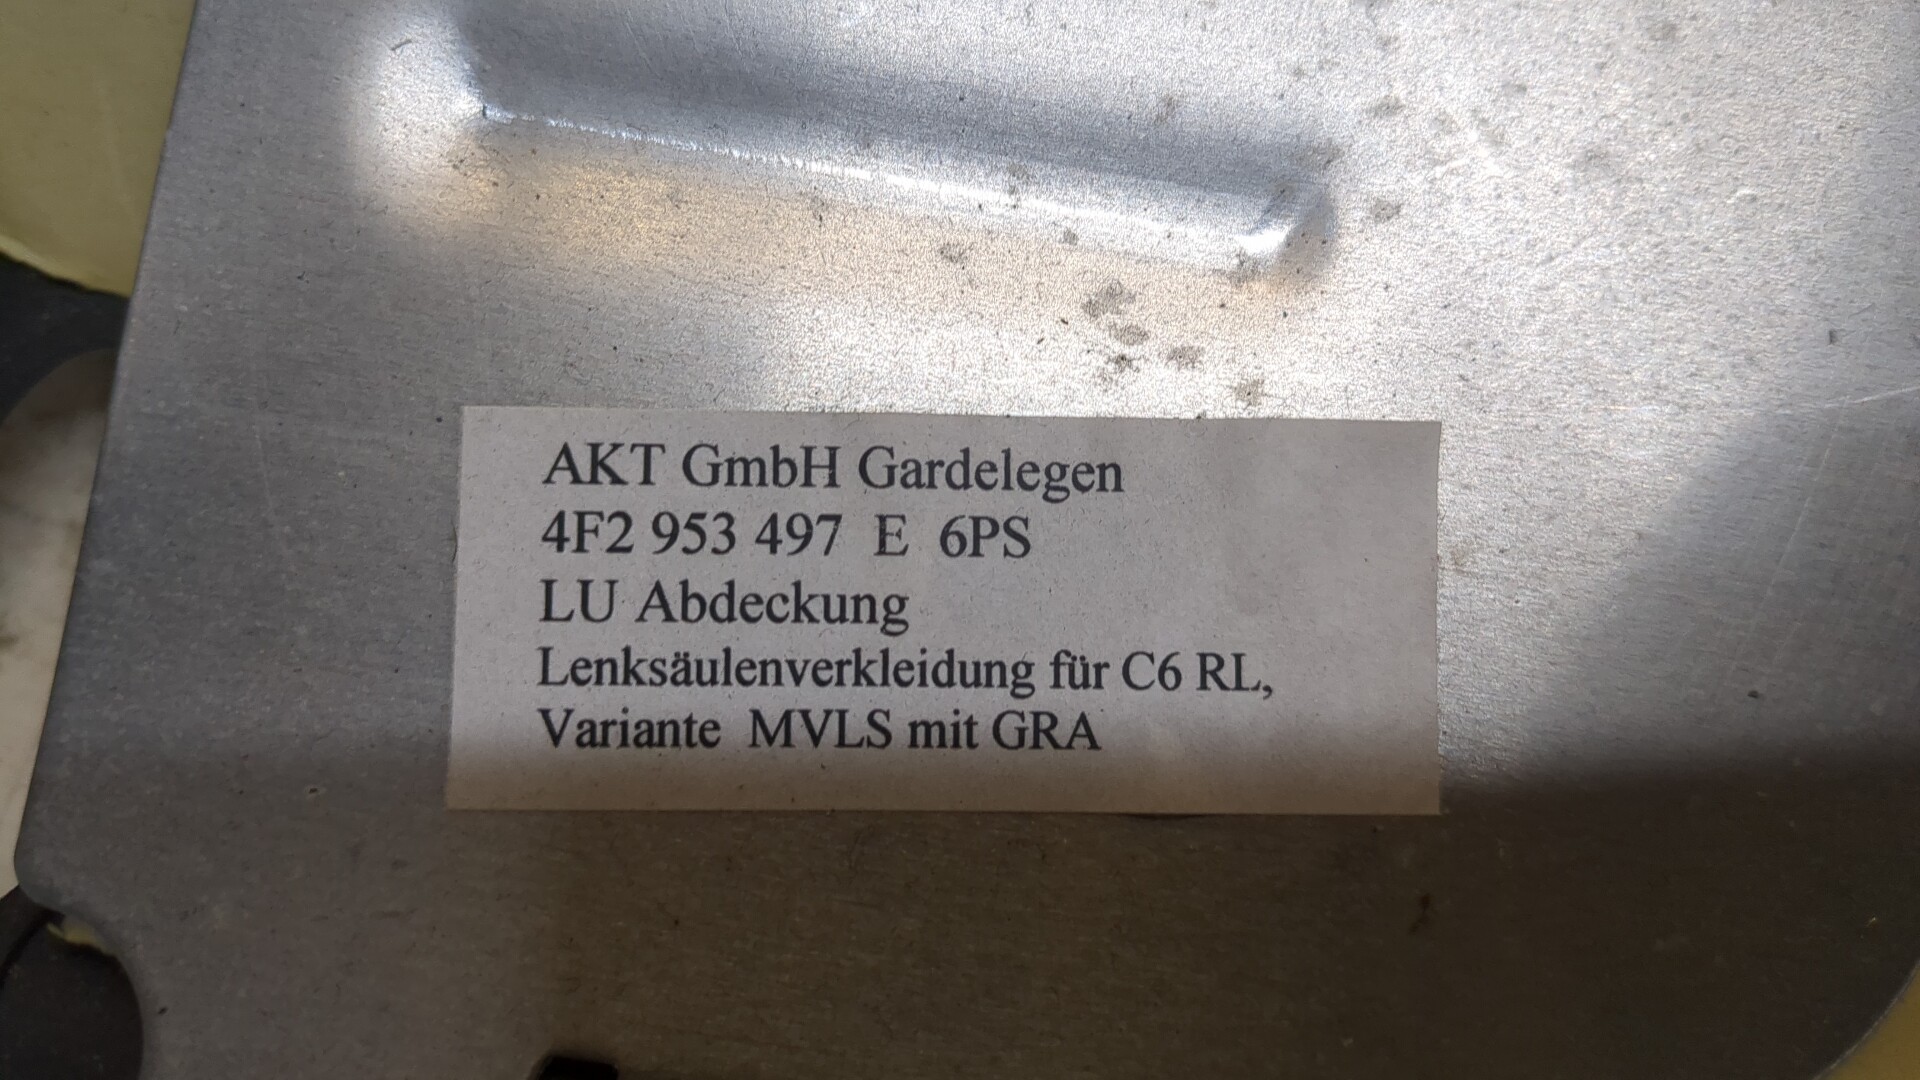 AKT GmbH Gardelegen
4F2 953 497 E 6PS
LU Abdeckung
Lenksäulenverkleidung für C6 RL,
Variante MVLS mit GRA